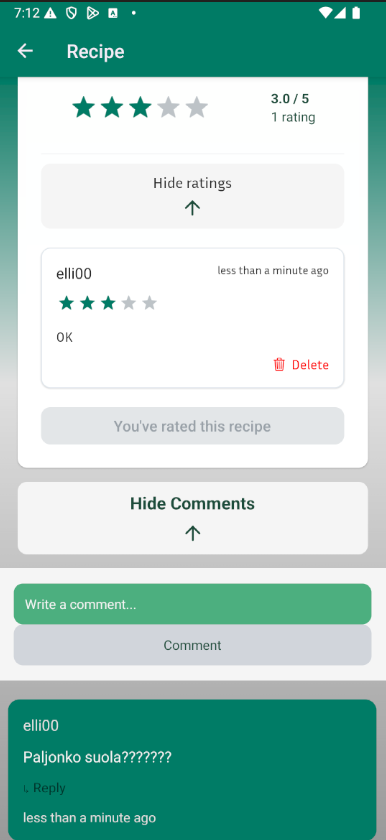 7:12
Recipe
3.0 / 5
1 rating
Hide ratings
elli00
less than a minute ago
OK
Delete
You've rated this recipe
Hide Comments
Write a comment...
Comment
elli00
Paljonko suola???????
Reply
less than a minute ago